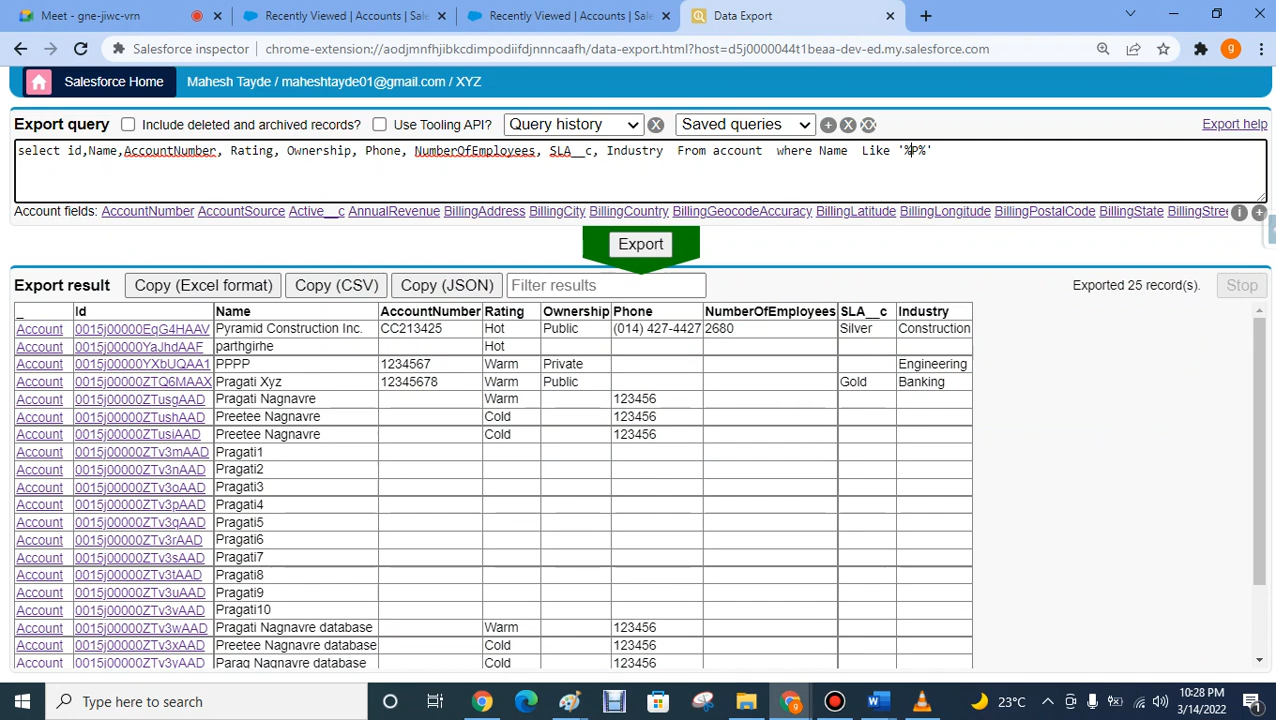 Meet - gne-jiwc-vrn
Recently Viewed | Accounts | Sales
Recently Viewed | Accounts | Sales
Data Export
Salesforce inspector | chrome-extension://aodjmnfhjibkcdimpodiifdjnnncaafh/data-export.html?host=d5j0000044t1beaa-dev-ed.my.salesforce.com
g
Salesforce Home
Mahesh Tayde / maheshtayde01@gmail.com / XYZ
Export query Include deleted and archived records? Use Tooling API? Query history X Saved queries + X XX Export help
select id,Name,AccountNumber, Rating, Ownership, Phone, NumberOfEmployees, SLA__c, Industry From account where Name Like '%P%'
Account fields: AccountNumber AccountSource Active__c AnnualRevenue BillingAddress BillingCity BillingCountry BillingGeocodeAccuracy BillingLatitude BillingLongitude BillingPostalCode BillingState BillingStree i +
Export
Export result Copy (Excel format) Copy (CSV) Copy (JSON) Filter results Exported 25 record(s). Stop
_ Id Name AccountNumber Rating Ownership Phone NumberOfEmployees SLA__c Industry
Account 0015j00000EqG4HAAV Pyramid Construction Inc. CC213425 Hot Public (014) 427-4427 2680 Silver Construction
Account 0015j00000YaJhdAAF parthgirhe Hot
Account 0015j00000YXbUQAA1 PPPP 1234567 Warm Private Engineering
Account 0015j00000ZTQ6MAAX Pragati Xyz 12345678 Warm Public Gold Banking
Account 0015j00000ZTusgAAD Pragati Nagnavre Warm 123456
Account 0015j00000ZTushAAD Preetee Nagnavre Cold 123456
Account 0015j00000ZTusiAAD Preetee Nagnavre Cold 123456
Account 0015j00000ZTv3mAAD Pragati1
Account 0015j00000ZTv3nAAD Pragati2
Account 0015j00000ZTv3oAAD Pragati3
Account 0015j00000ZTv3pAAD Pragati4
Account 0015j00000ZTv3qAAD Pragati5
Account 0015j00000ZTv3rAAD Pragati6
Account 0015j00000ZTv3sAAD Pragati7
Account 0015j00000ZTv3tAAD Pragati8
Account 0015j00000ZTv3uAAD Pragati9
Account 0015j00000ZTv3vAAD Pragati10
Account 0015j00000ZTv3wAAD Pragati Nagnavre database Warm 123456
Account 0015j00000ZTv3xAAD Preetee Nagnavre database Cold 123456
Account 0015j00000ZTv3yAAD Parag Nagnavre database Cold 123456
Type here to search
23°C
10:28 PM
3/14/2022